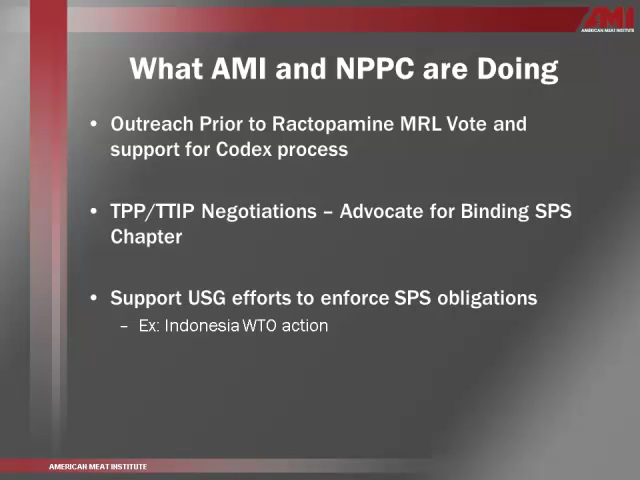 AMI
AMERICAN MEAT INSTITUTE
What AMI and NPPC are Doing
• Outreach Prior to Ractopamine MRL Vote and
support for Codex process
• TPP/TTIP Negotiations – Advocate for Binding SPS
Chapter
• Support USG efforts to enforce SPS obligations
– Ex: Indonesia WTO action
AMERICAN MEAT INSTITUTE